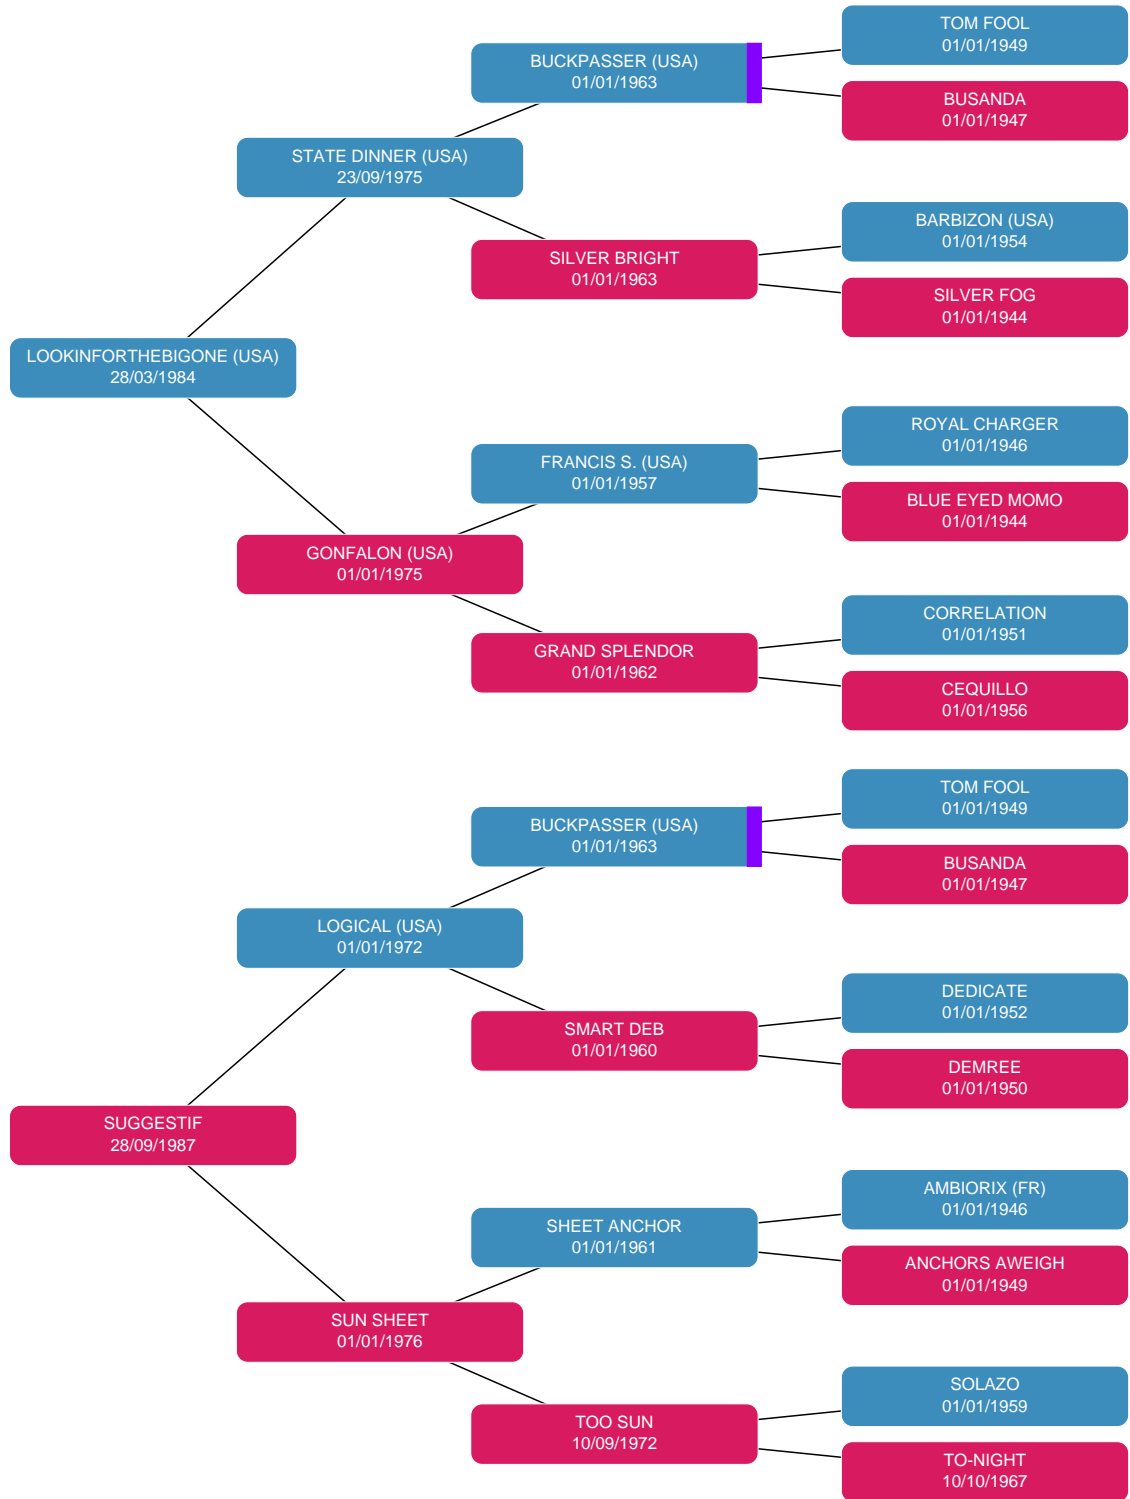 TOM FOOL
01/01/1949
BUCKPASSER (USA)
01/01/1963
BUSANDA
01/01/1947
STATE DINNER (USA)
23/09/1975
BARBIZON (USA)
01/01/1954
SILVER BRIGHT
01/01/1963
SILVER FOG
01/01/1944
LOOKINFORTHEBIGONE (USA)
28/03/1984
ROYAL CHARGER
01/01/1946
FRANCIS S. (USA)
01/01/1957
BLUE EYED MOMO
01/01/1944
GONFALON (USA)
01/01/1975
CORRELATION
01/01/1951
GRAND SPLENDOR
01/01/1962
CEQUILLO
01/01/1956
TOM FOOL
01/01/1949
BUCKPASSER (USA)
01/01/1963
BUSANDA
01/01/1947
LOGICAL (USA)
01/01/1972
DEDICATE
01/01/1952
SMART DEB
01/01/1960
DEMREE
01/01/1950
SUGGESTIF
28/09/1987
AMBIORIX (FR)
01/01/1946
SHEET ANCHOR
01/01/1961
ANCHORS AWEIGH
01/01/1949
SUN SHEET
01/01/1976
SOLAZO
01/01/1959
TOO SUN
10/09/1972
TO-NIGHT
10/10/1967